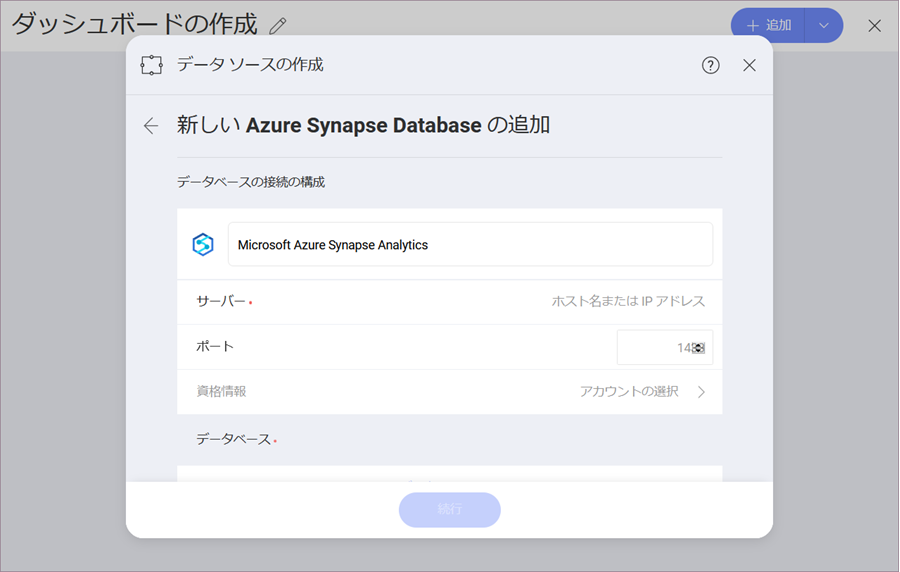 ダッシュボードの作成
追加
データ ソースの作成
新しい Azure Synapse Database の追加
データベースの接続の構成
Microsoft Azure Synapse Analytics
サーバー *
ホスト名または IP アドレス
ポート
資格情報
アカウントの選択
データベース *
続行